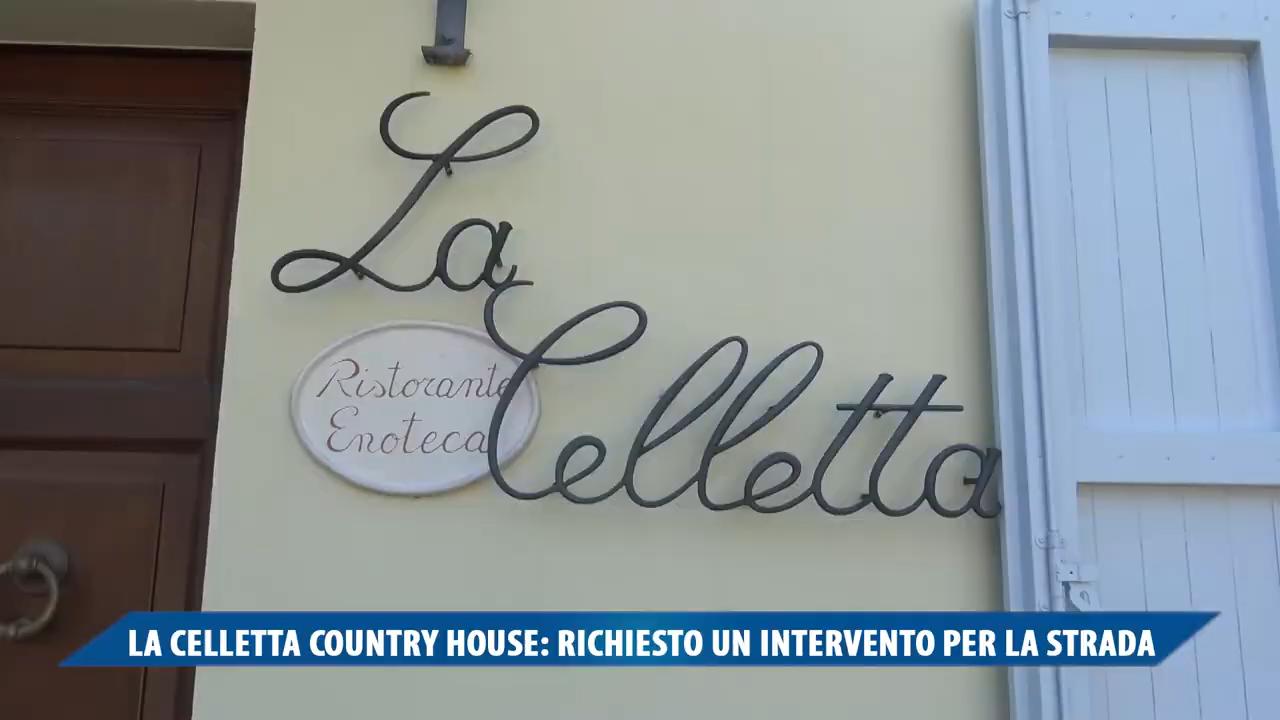 La
Celletta
Ristorante
Enoteca
LA CELLETTA COUNTRY HOUSE: RICHIESTO UN INTERVENTO PER LA STRADA